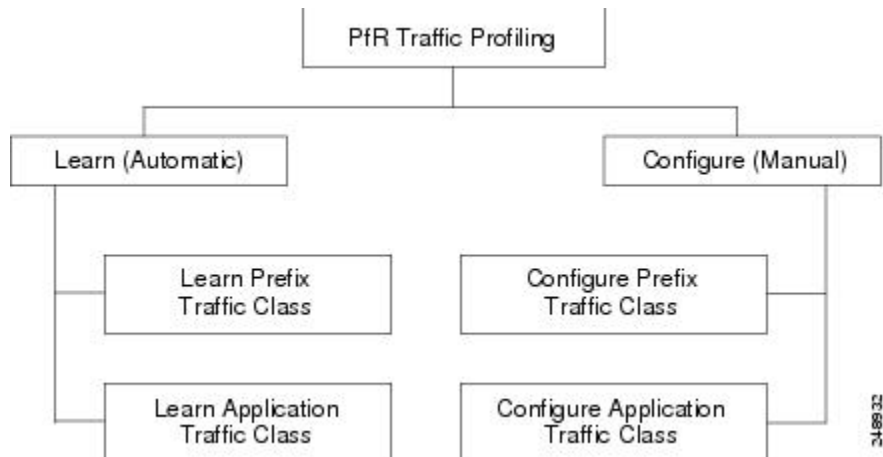 PfR Traffic Profiling
Learn (Automatic)
Configure (Manual)
Learn Prefix
Traffic Class
Configure Prefix
Traffic Class
Learn Application
Traffic Class
Configure Application
Traffic Class
248932